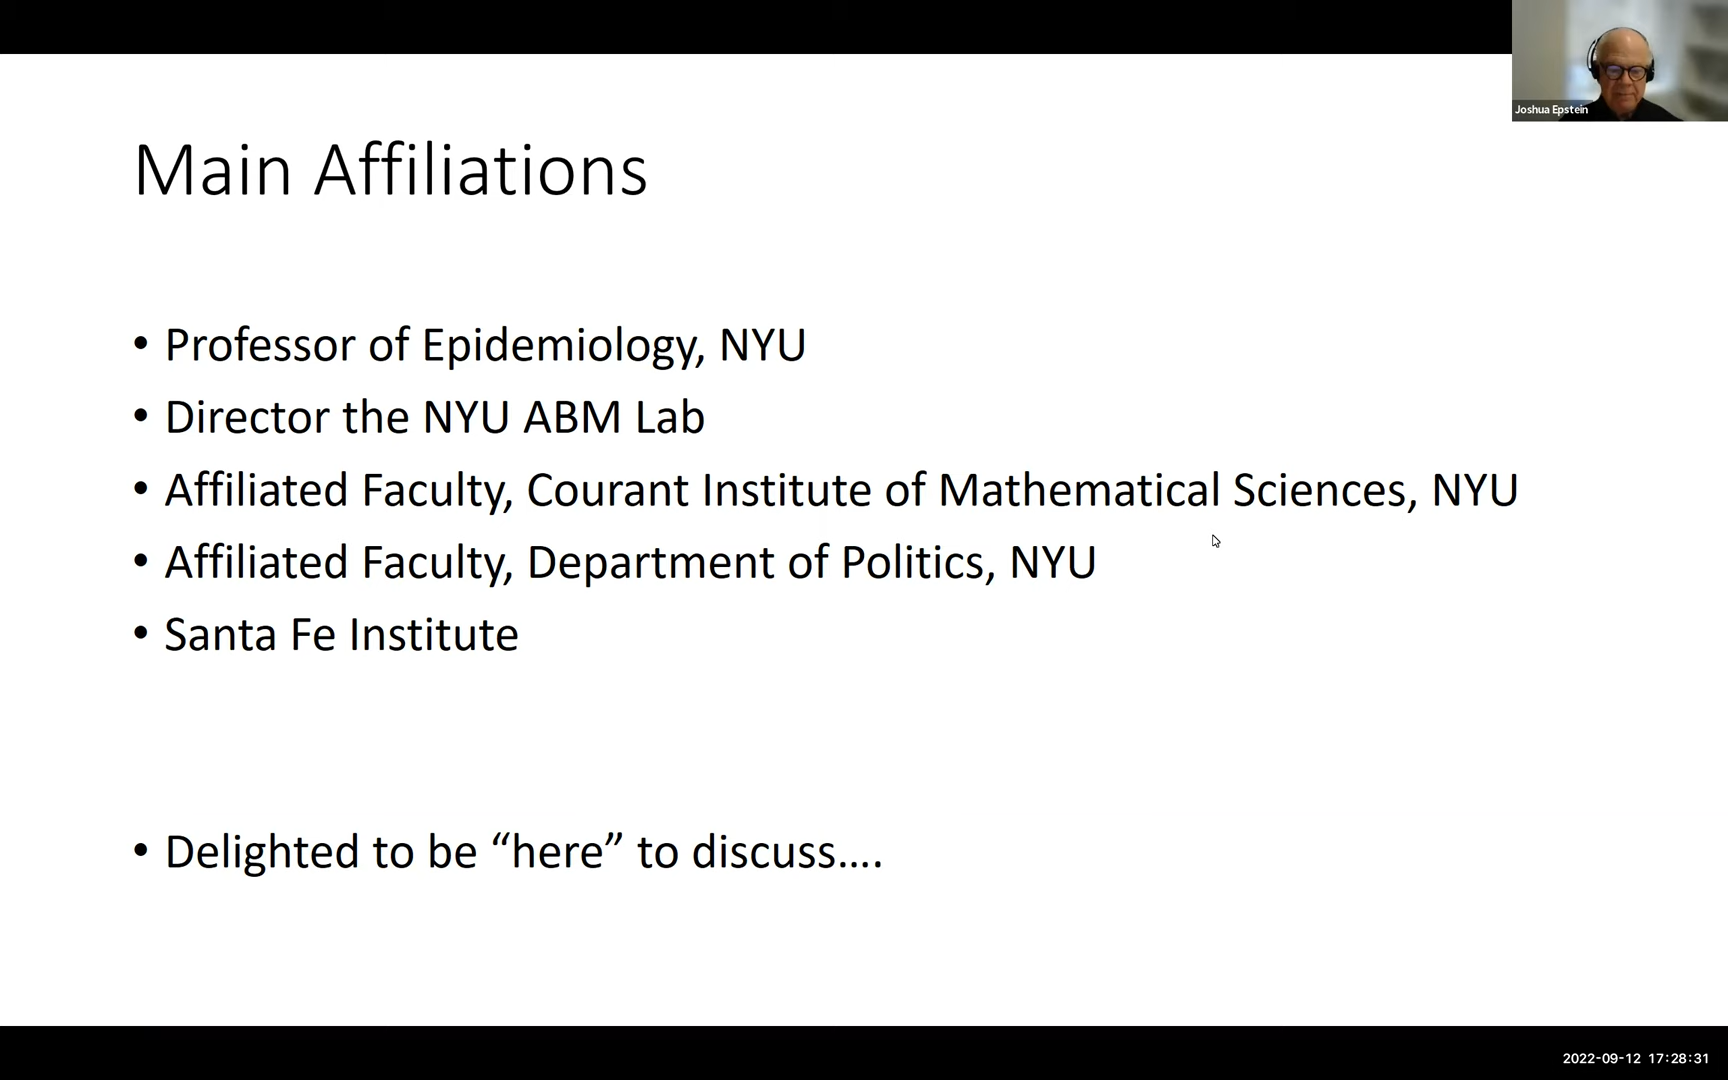 Joshua Epstein
Main Affiliations
• Professor of Epidemiology, NYU
• Director the NYU ABM Lab
• Affiliated Faculty, Courant Institute of Mathematical Sciences, NYU
• Affiliated Faculty, Department of Politics, NYU
• Santa Fe Institute
• Delighted to be “here” to discuss....
2022-09-12 17:28:31